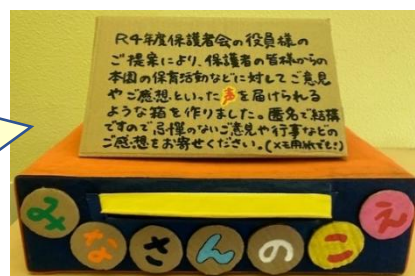 R4年度保護者会の役員様の
ご提案により、保護者の皆様からの
本園の保育活動などに対してご意見
やご感想といった声を届けられる
ような箱を作りました。匿名で結構
ですので忌憚のないご意見や行事などの
ご感想をお寄せください。(メモ用紙でも!)
みなさんのこえ